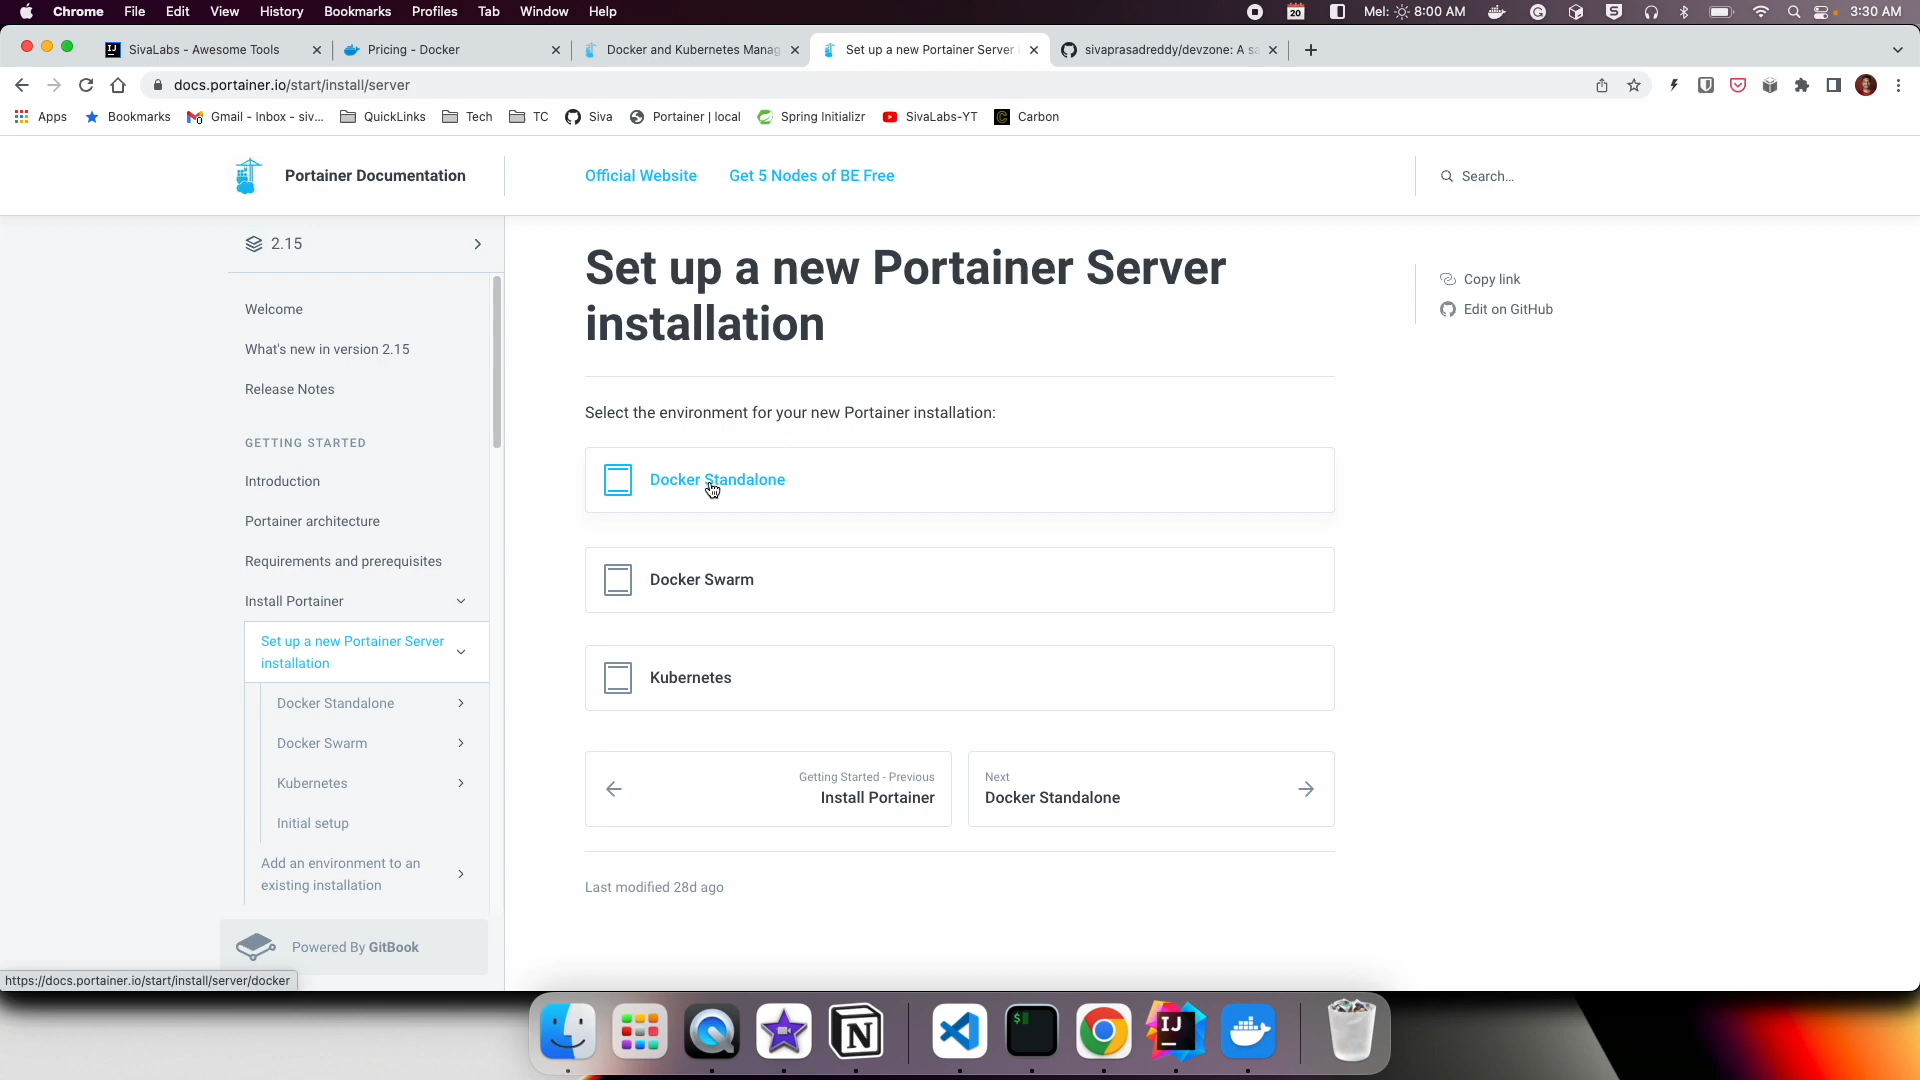 Chrome File Edit View History Bookmarks Profiles Tab Window Help 20 Mel: 8:00 AM 3:30 AM
SivaLabs - Awesome Tools Pricing - Docker Docker and Kubernetes Manag Set up a new Portainer Server i sivaprasadreddy/devzone: A sa
docs.portainer.io/start/install/server
Apps Bookmarks Gmail - Inbox - siv... QuickLinks Tech TC Siva Portainer | local Spring Initializr SivaLabs-YT Carbon
Portainer Documentation Official Website Get 5 Nodes of BE Free Search...
2.15
Welcome
What's new in version 2.15
Release Notes
GETTING STARTED
Introduction
Portainer architecture
Requirements and prerequisites
Install Portainer
Set up a new Portainer Server
installation
Docker Standalone
Docker Swarm
Kubernetes
Initial setup
Add an environment to an
existing installation
Powered By GitBook
https://docs.portainer.io/start/install/server/docker
Set up a new Portainer Server
installation
Select the environment for your new Portainer installation:
Docker Standalone
Docker Swarm
Kubernetes
Getting Started - Previous
Install Portainer
Next
Docker Standalone
Last modified 28d ago
Copy link
Edit on GitHub